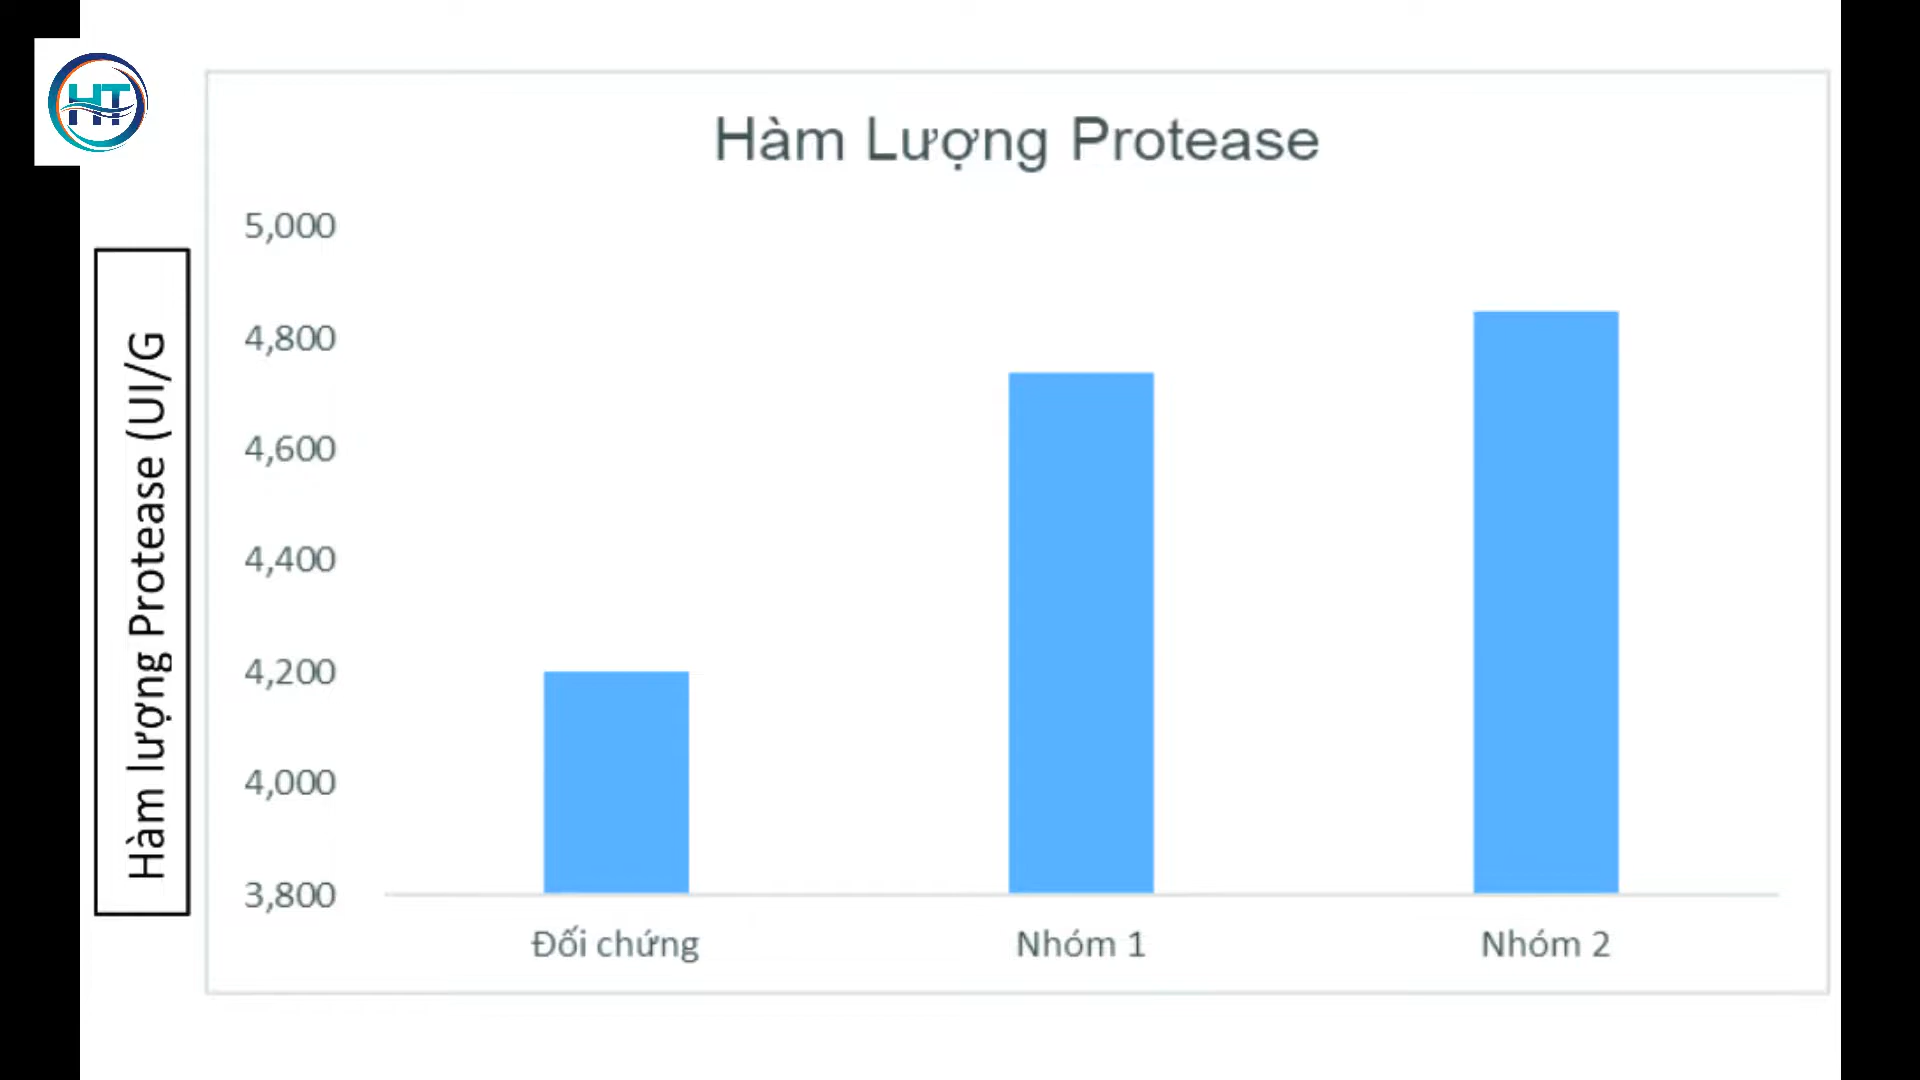 HT
Hàm Lượng Protease
Hàm lượng Protease (UI/G
5,000
4,800
4,600
4,400
4,200
4,000
3,800
Đối chứng
Nhóm 1
Nhóm 2